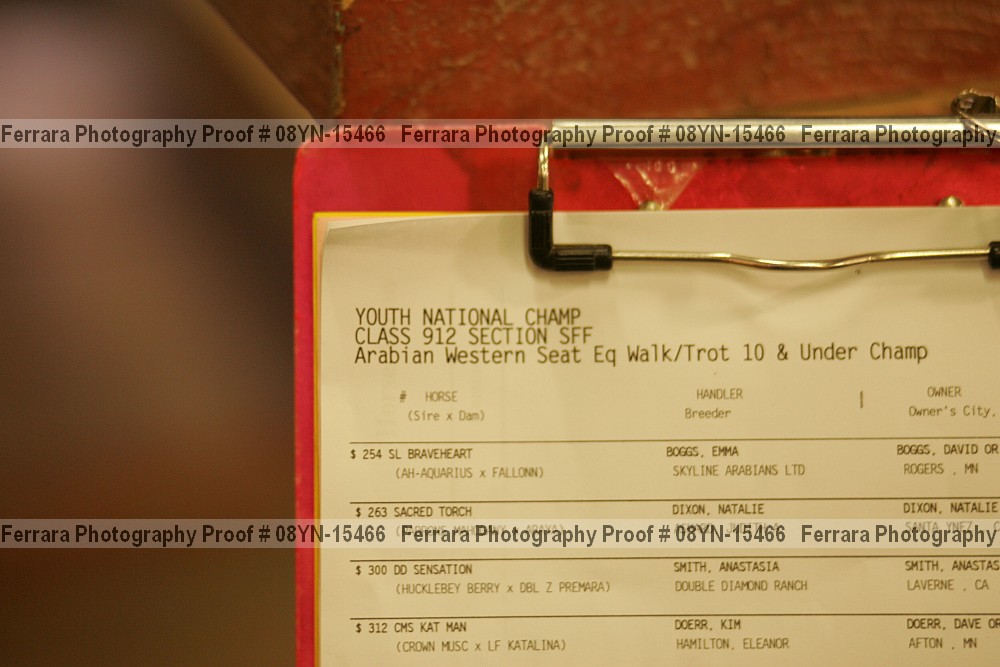 Ferrara Photography Proof # 08YN-15466 Ferrara Photography Proof # 08YN-15466 Ferrara Photography
YOUTH NATIONAL CHAMP
CLASS 912 SECTION SFF
Arabian Western Seat Eq Walk/Trot 10 & Under Champ
# HORSE HANDLER OWNER
(Sire x Dam) Breeder Owner's City,
$ 254 SL BRAVEHEART BOGGS, EMMA BOGGS, DAVID OR
(AH-AQUARIUS x FALLONN) SKYLINE ARABIANS LTD ROGERS , MN
$ 263 SACRED TORCH DIXON, NATALIE DIXON, NATALIE
SANTA YNEZ
Ferrara Photography Proof # 08YN-15466 Ferrara Photography Proof # 08YN-15466 Ferrara Photography
$ 300 DD SENSATION SMITH, ANASTASIA SMITH, ANASTAS
(HUCKLEBEY BERRY x DBL Z PREMARA) DOUBLE DIAMOND RANCH LAVERNE , CA
$ 312 CMS KAT MAN DOERR, KIM DOERR, DAVE OR
(CROWN MUSC x LF KATALINA) HAMILTON, ELEANOR AFTON , MN